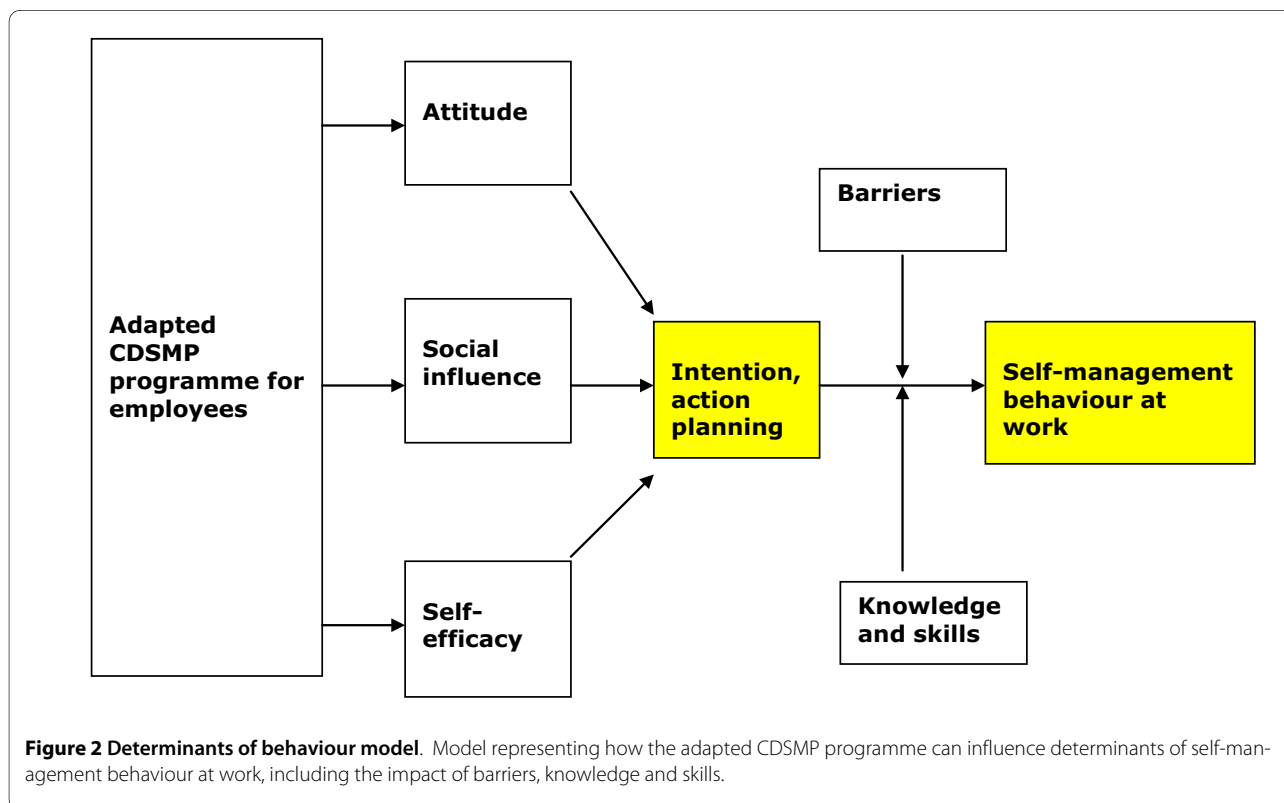 Attitude
Barriers
Adapted
CDSMP
programme for
employees
Social
influence
Intention,
action
planning
Self-management
behaviour at
work
Self-
efficacy
Knowledge
and skills
Figure 2 Determinants of behaviour model. Model representing how the adapted CDSMP programme can influence determinants of self-man-
agement behaviour at work, including the impact of barriers, knowledge and skills.